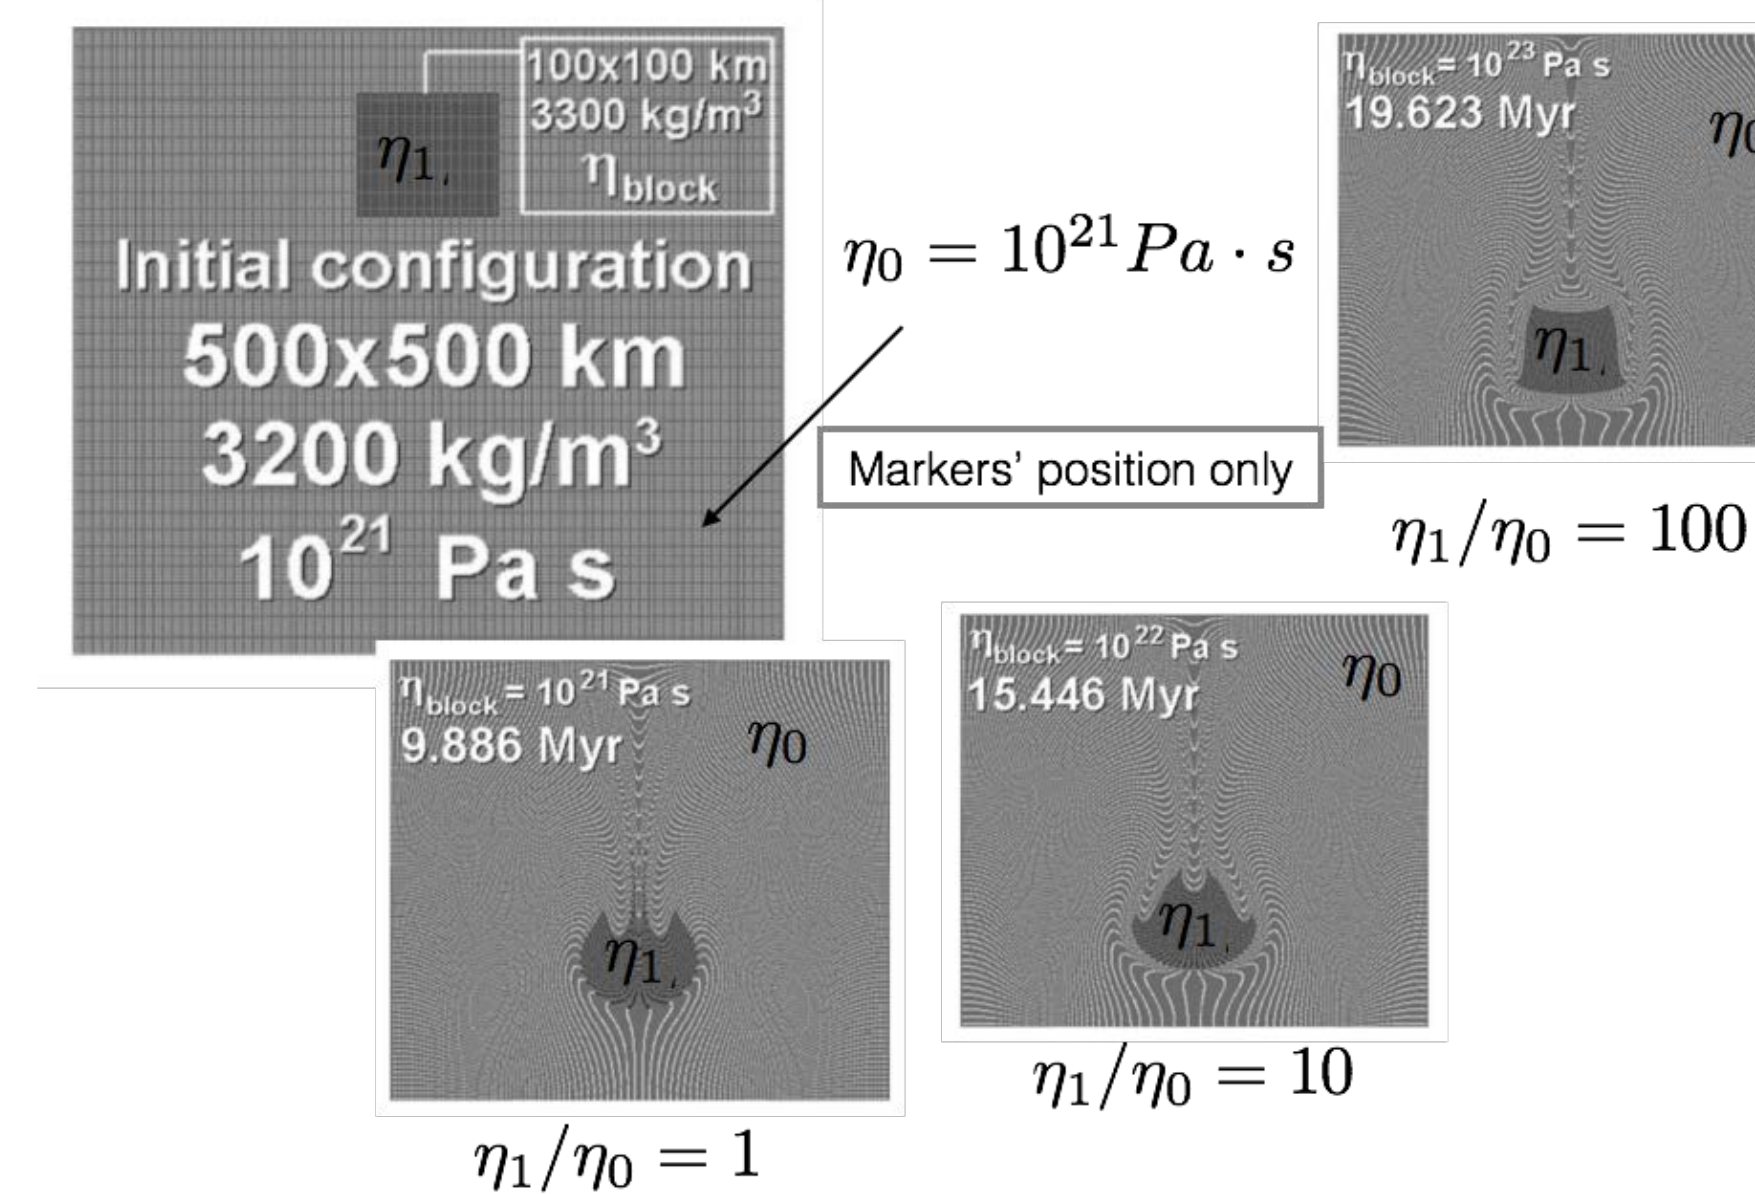 100x100 km
3300 kg/m³
η_block
η₁,
Initial configuration
500x500 km
3200 kg/m³
10²¹ Pa s
η₀ = 10²¹ Pa · s
Markers’ position only
η_block = 10²³ Pa s
19.623 Myr
η₀
η₁,
η₁/η₀ = 100
η_block = 10²¹ Pa s
9.886 Myr
η₀
η₁,
η₁/η₀ = 1
η_block = 10²² Pa s
15.446 Myr
η₀
η₁,
η₁/η₀ = 10